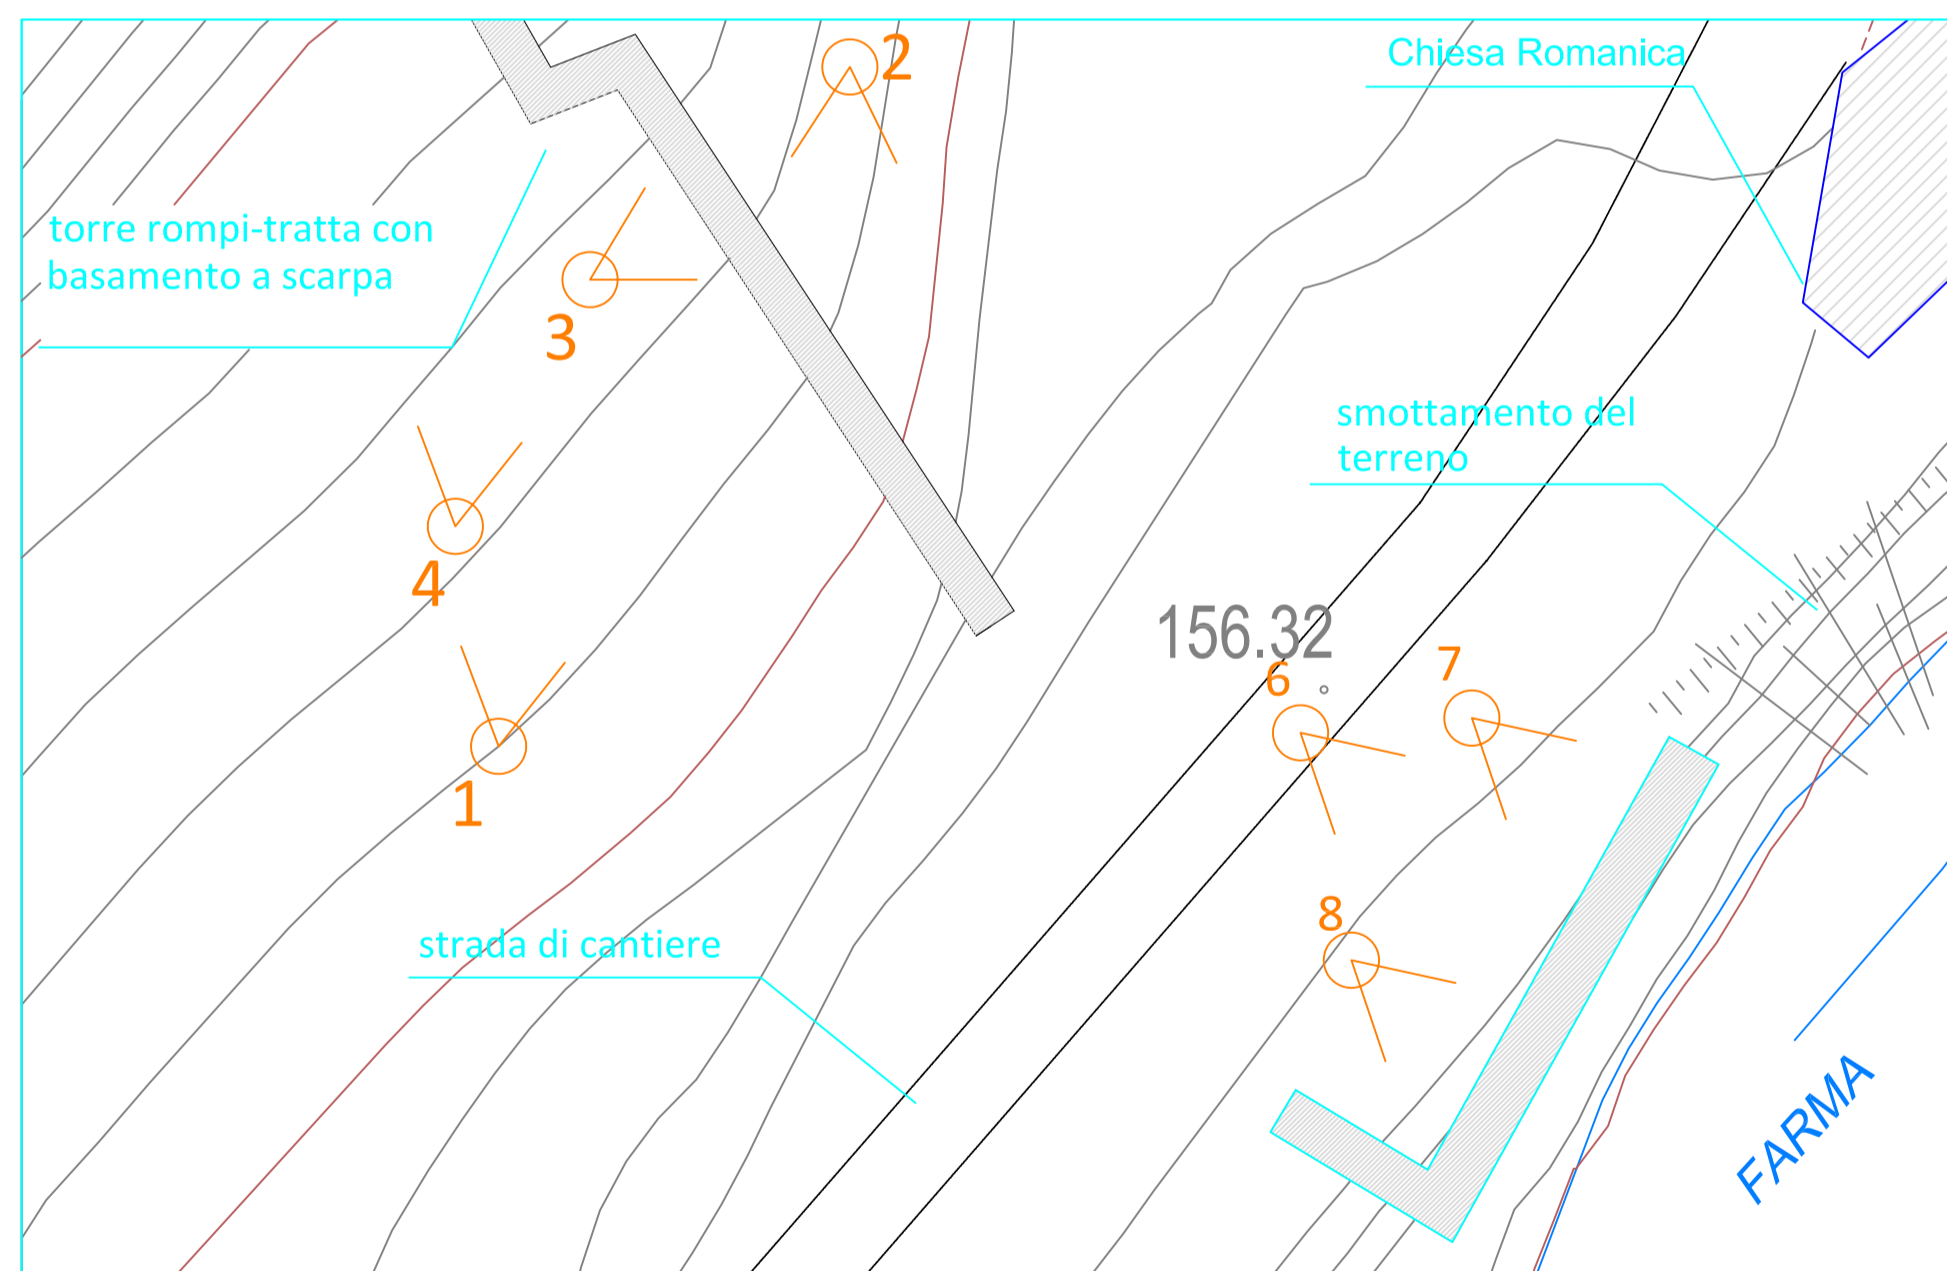 2
Chiesa Romanica
torre rompi-tratta con
basamento a scarpa
3
smottamento del
terreno
4
156.32
6
7
1
8
strada di cantiere
FARMA